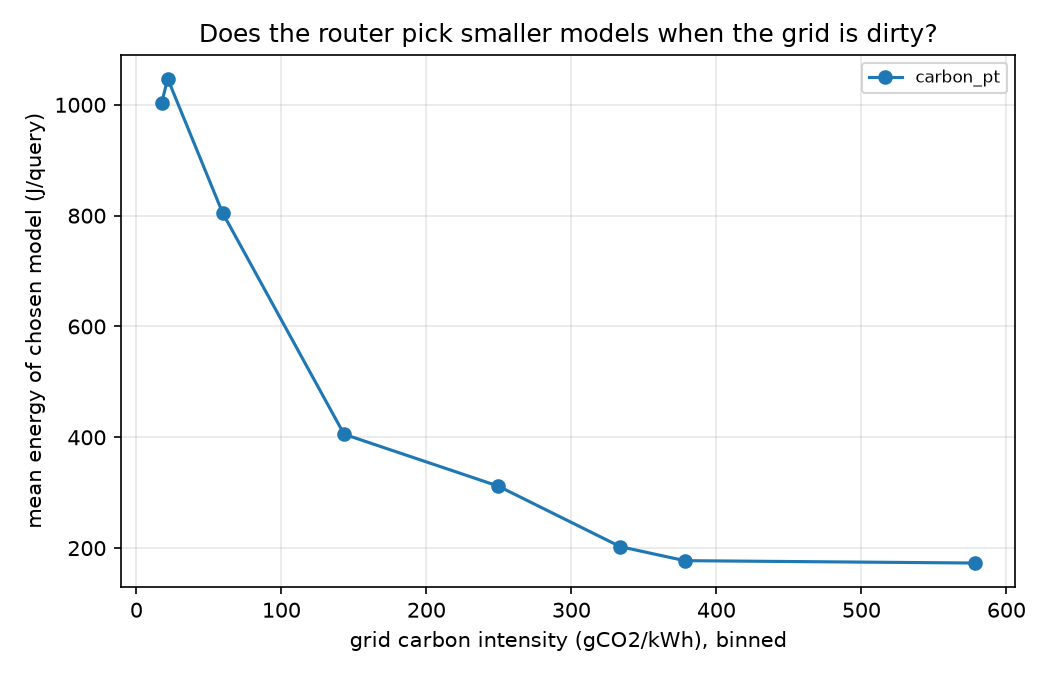 Does the router pick smaller models when the grid is dirty?
carbon_pt
mean energy of chosen model (J/query)
1000
800
600
400
200
0 100 200 300 400 500 600
grid carbon intensity (gCO2/kWh), binned